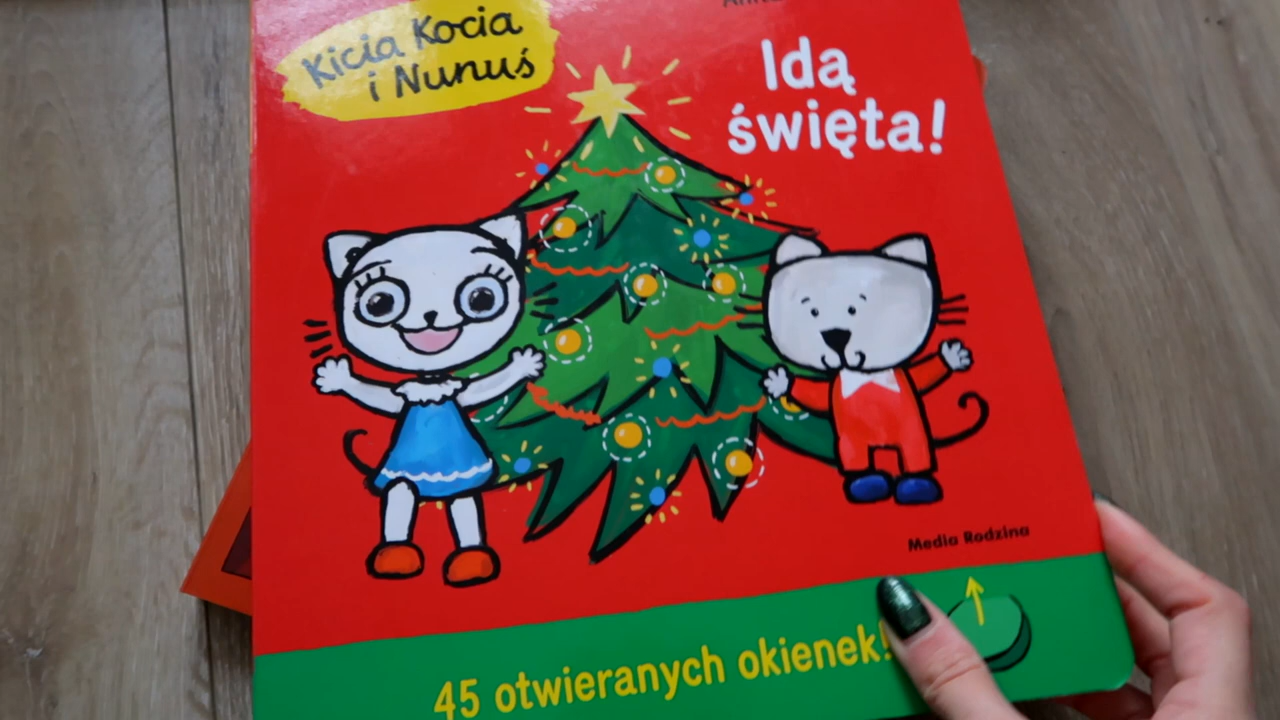 Kicia Kocia
i Nunuś
Idą
święta!
Media Rodzina
45 otwieranych okienek!